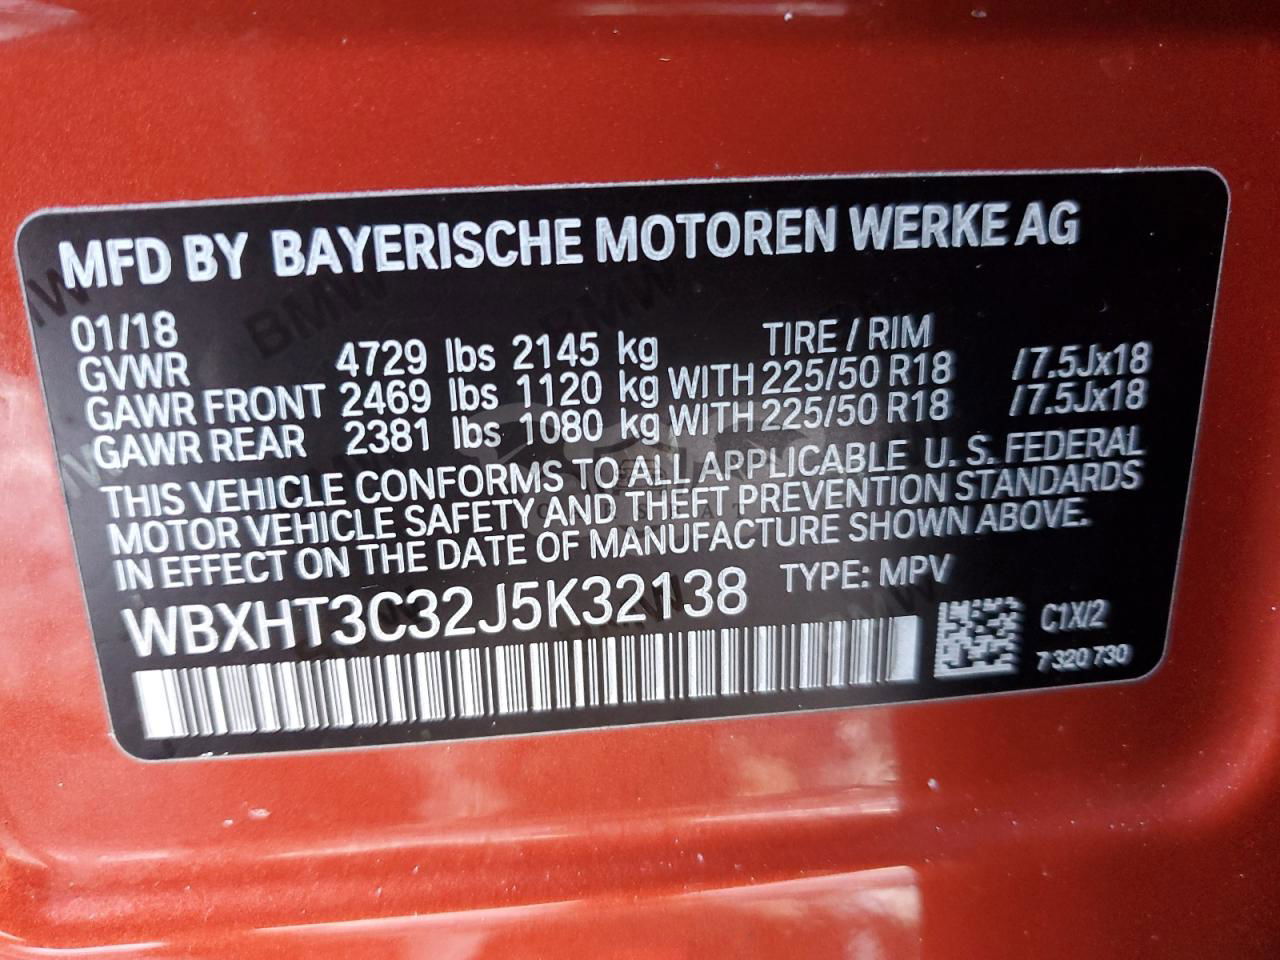 MFD BY BAYERISCHE MOTOREN WERKE AG
01/18 TIRE / RIM
GVWR 4729 lbs 2145 kg
GAWR FRONT 2469 lbs 1120 kg WITH 225/50 R18 /7.5Jx18
GAWR REAR 2381 lbs 1080 kg WITH 225/50 R18 /7.5Jx18
THIS VEHICLE CONFORMS TO ALL APPLICABLE U. S. FEDERAL
MOTOR VEHICLE SAFETY AND THEFT PREVENTION STANDARDS
IN EFFECT ON THE DATE OF MANUFACTURE SHOWN ABOVE.
WBXHT3C32J5K32138 TYPE: MPV
C1X/2
7 320 730
BMW